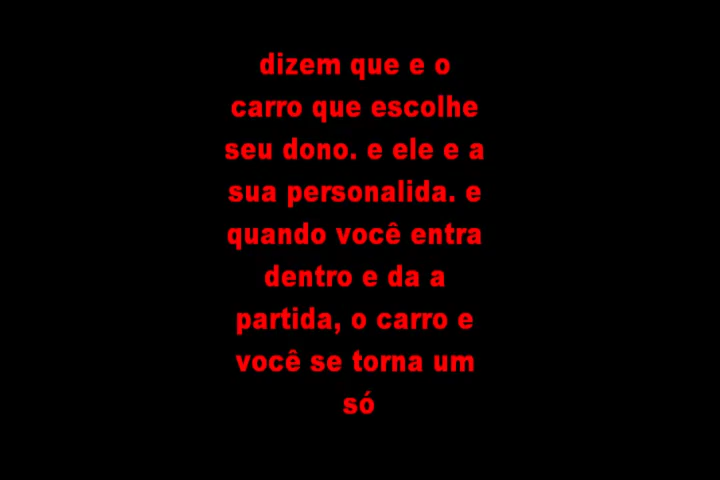 dizem que e o
carro que escolhe
seu dono. e ele e a
sua personalida. e
quando você entra
dentro e da a
partida, o carro e
você se torna um
só